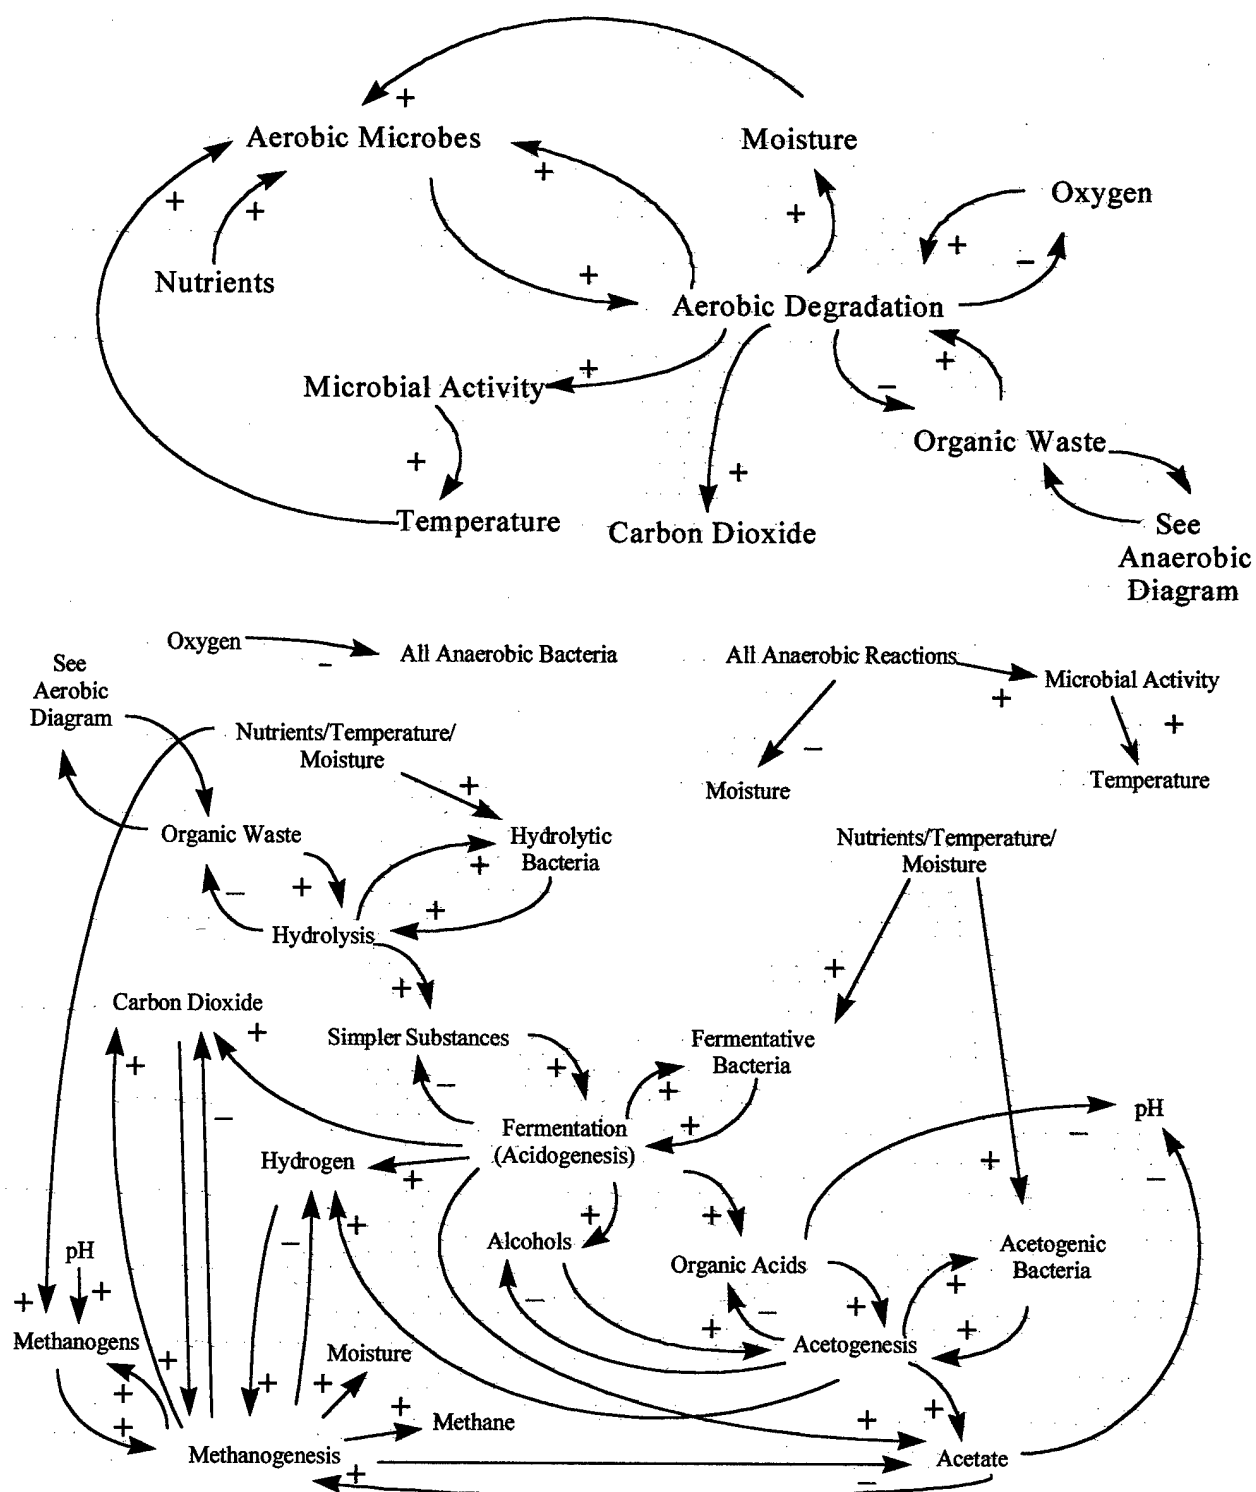 +
Aerobic Microbes
Moisture
+
+
Oxygen
+
+
+
−
Nutrients
+
Aerobic Degradation
+
+
Microbial Activity
−
Organic Waste
+
+
Temperature
Carbon Dioxide
See
Anaerobic
Diagram
Oxygen
−
All Anaerobic Bacteria
All Anaerobic Reactions
+
Microbial Activity
See
Aerobic
Diagram
Nutrients/Temperature/
Moisture
−
+
Moisture
Temperature
+
Organic Waste
Hydrolytic
Bacteria
Nutrients/Temperature/
Moisture
+
−
+
+
Hydrolysis
+
+
Carbon Dioxide
+
Simpler Substances
Fermentative
Bacteria
+
+
−
+
−
+
Fermentation
(Acidogenesis)
pH
−
Hydrogen
+
+
−
+
+
+
−
Alcohols
Organic Acids
Acetogenic
Bacteria
pH
+
+
−
−
+
+
Methanogens
+
+
Acetogenesis
+
Moisture
+
+
+
+
+
Methane
+
+
Methanogenesis
+
Acetate
−